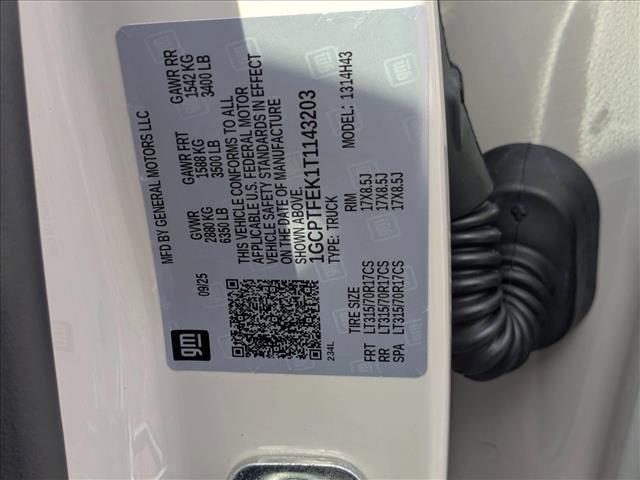 gm
MFD BY GENERAL MOTORS LLC
09/25 GVWR GAWR FRT GAWR RR
2880 KG 1588 KG 1542 KG
6350 LB 3500 LB 3400 LB
THIS VEHICLE CONFORMS TO ALL
APPLICABLE U.S. FEDERAL MOTOR
VEHICLE SAFETY STANDARDS IN EFFECT
ON THE DATE OF MANUFACTURE
SHOWN ABOVE.
1GCPTFEK1T1143203
TYPE: TRUCK MODEL: 1314H43
234L
TIRE SIZE RIM
FRT LT315/70R17CS 17X8.5J
RR LT315/70R17CS 17X8.5J
SPA LT315/70R17CS 17X8.5J